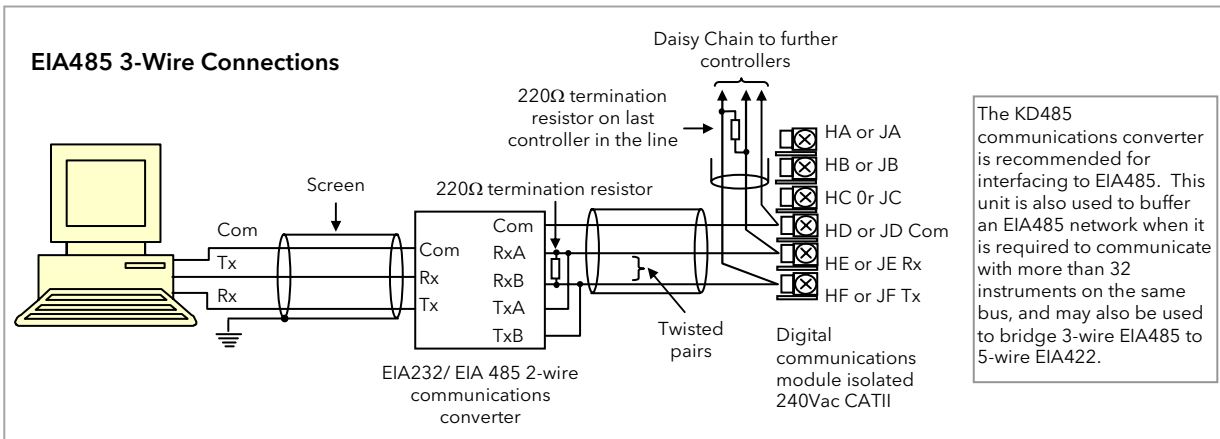 EIA485 3-Wire Connections
Daisy Chain to further
controllers
220Ω termination
resistor on last
controller in the line
Screen
220Ω termination resistor
Com
Tx
Rx
Com
Rx
Tx
Com
RxA
RxB
TxA
TxB
EIA232/ EIA 485 2-wire
communications
converter
Twisted
pairs
HA or JA
HB or JB
HC 0r JC
HD or JD Com
HE or JE Rx
HF or JF Tx
Digital
communications
module isolated
240Vac CATII
The KD485
communications converter
is recommended for
interfacing to EIA485. This
unit is also used to buffer
an EIA485 network when it
is required to communicate
with more than 32
instruments on the same
bus, and may also be used
to bridge 3-wire EIA485 to
5-wire EIA422.